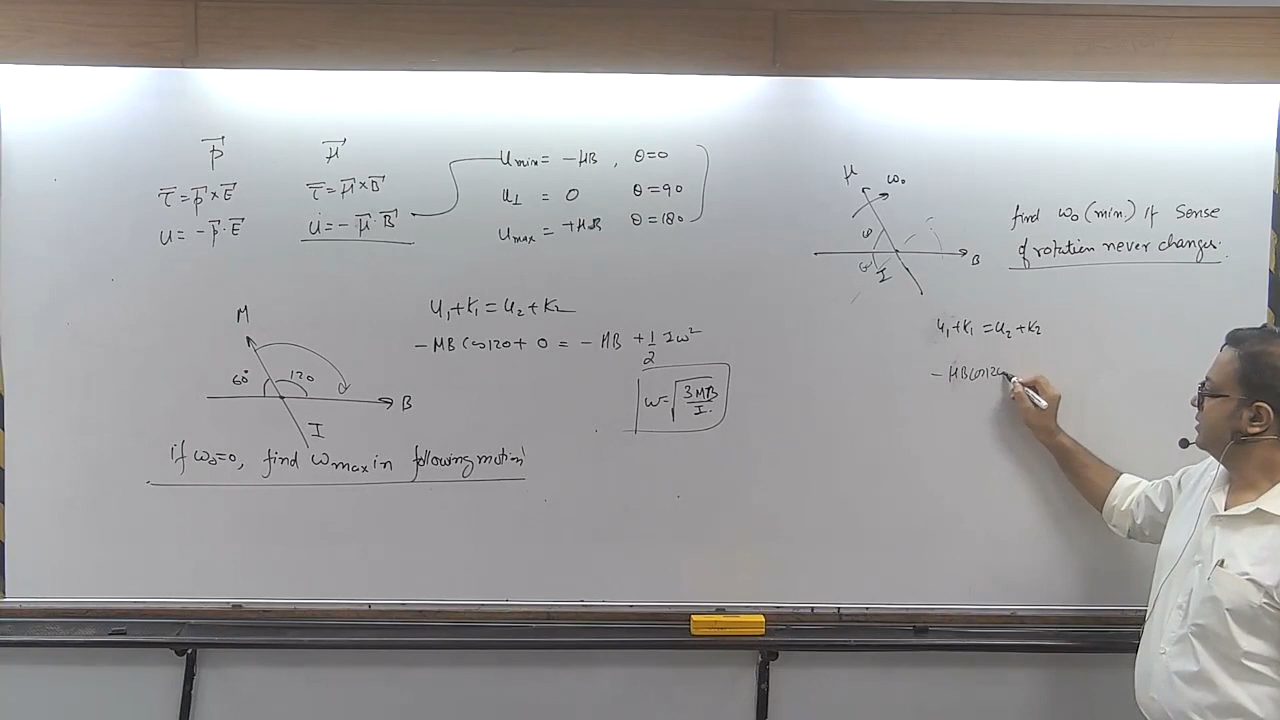 p⃗ μ⃗
τ̄ = p⃗ × E⃗ τ̄ = μ⃗ × B⃗
U = -p⃗·E⃗ U = -μ⃗·B⃗
Umin = -μB , θ=0
U⊥ = 0 θ=90
Umax = +μB θ=180
M
60° 120
B
I
if ω₀=0, find ωmax in following motion
U₁+K₁ = U₂+K₂
-MB cos120 + 0 = -MB + 1/2 Iω²
ω = √(3MB/I)
μ ω₀
B
I
find ω₀ (min.) if Sense
of rotation never changes.
U₁+K₁ = U₂+K₂
- μB cos120